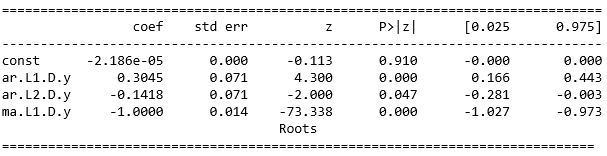 ==============================================================================
coef std err z P>|z| [0.025 0.975]
------------------------------------------------------------------------------
const -2.186e-05 0.000 -0.113 0.910 -0.000 0.000
ar.L1.D.y 0.3045 0.071 4.300 0.000 0.166 0.443
ar.L2.D.y -0.1418 0.071 -2.000 0.047 -0.281 -0.003
ma.L1.D.y -1.0000 0.014 -73.338 0.000 -1.027 -0.973
Roots
=============================================================================